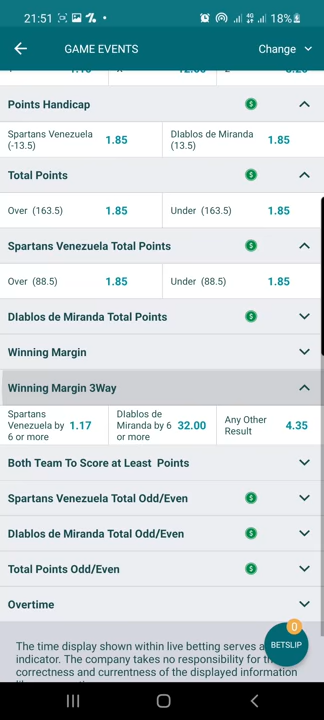 21:51
18%
GAME EVENTS
Change
Points Handicap
Spartans Venezuela
(-13.5)
1.85
DIablos de Miranda
(13.5)
1.85
Total Points
Over (163.5)
1.85
Under (163.5)
1.85
Spartans Venezuela Total Points
Over (88.5)
1.85
Under (88.5)
1.85
DIablos de Miranda Total Points
Winning Margin
Winning Margin 3Way
Spartans
Venezuela by
6 or more
1.17
DIablos de
Miranda by 6
or more
32.00
Any Other
Result
4.35
Both Team To Score at Least Points
Spartans Venezuela Total Odd/Even
DIablos de Miranda Total Odd/Even
Total Points Odd/Even
Overtime
0
BETSLIP
The time display shown within live betting serves
indicator. The company takes no responsibility for
correctness and currentness of the displayed information